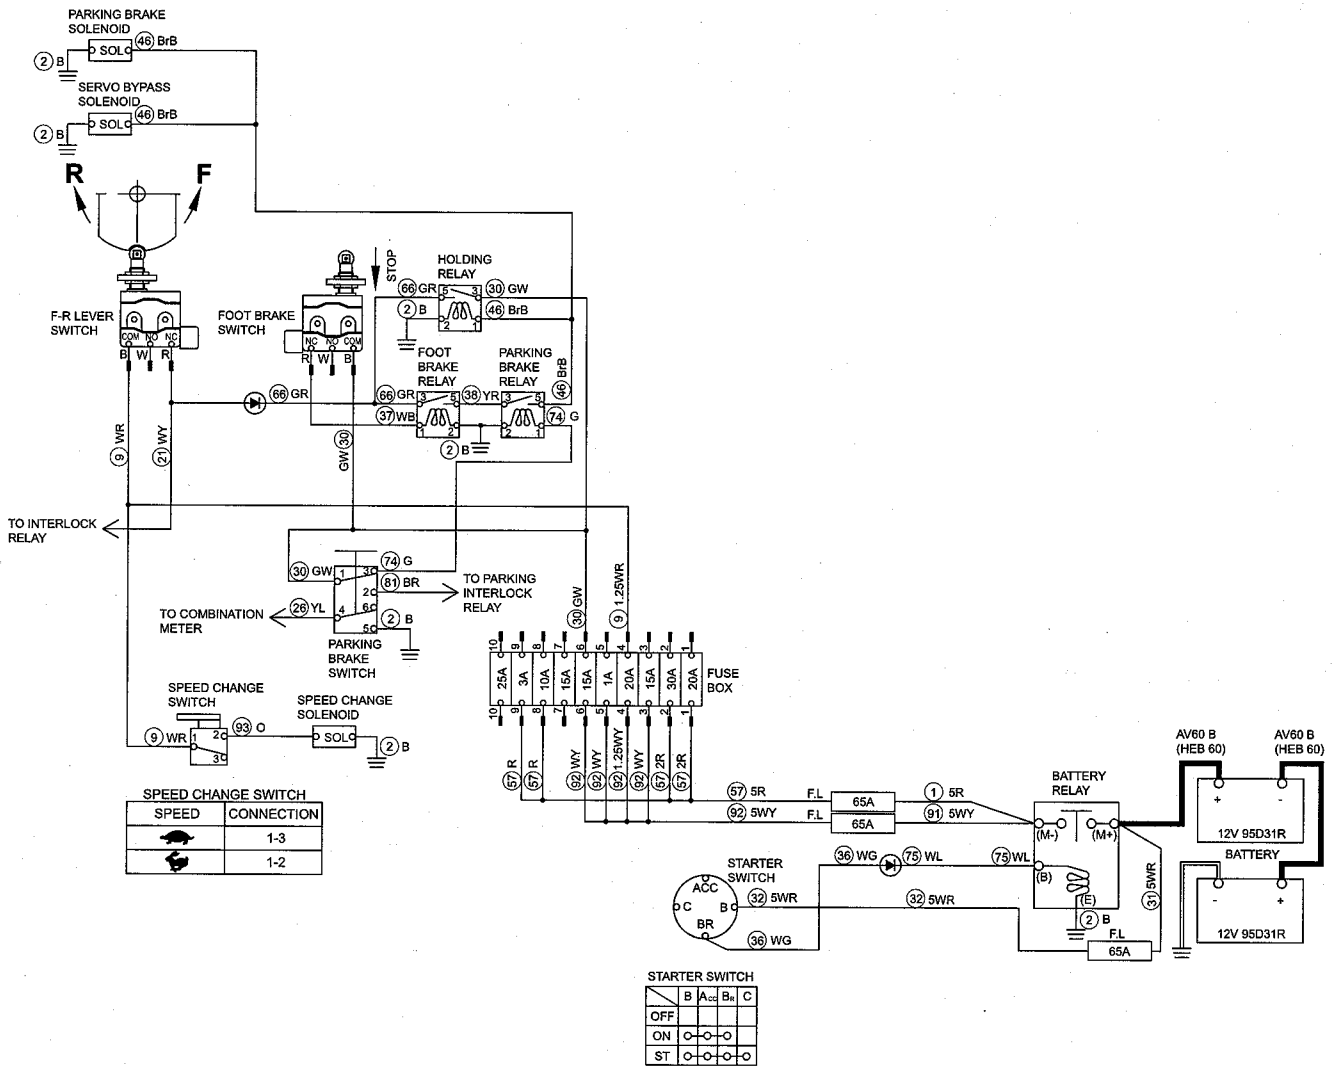 PARKING BRAKE
SOLENOID
SOL
46 BrB
2 B
SERVO BYPASS
SOLENOID
SOL
46 BrB
2 B
R F
STOP
HOLDING
RELAY
66 GR
5 3
30 GW
2 B
2 1
46 BrB
F-R LEVER
SWITCH
COM NO NC
B W R
FOOT BRAKE
SWITCH
NC NO COM
R W B
FOOT
BRAKE
RELAY
PARKING
BRAKE
RELAY
46 BrB
66 GR
66 GR
3 5
38 YR
3 5
37 WB
1 2
2 1
74 G
2 B
9 WR
21 WY
GW 30
TO INTERLOCK
RELAY
30 GW
1 3
74 G
2
81 BR
TO PARKING
INTERLOCK
RELAY
TO COMBINATION
METER
26 YL
4 6
5
2 B
PARKING
BRAKE
SWITCH
30 GW
9 1.25WR
10 9 8 7 6 5 4 3 2 1
25A 3A 10A 15A 15A 1A 20A 15A 30A 20A
FUSE
BOX
10 9 8 7 6 5 4 3 2 1
57 R
57 R
92 WY
92 WY
92 1.25WY
92 WY
57 2R
57 2R
SPEED CHANGE
SWITCH
9 WR
1 2
3
93 O
SPEED CHANGE
SOLENOID
SOL
2 B
SPEED CHANGE SWITCH
SPEED CONNECTION
1-3
1-2
57 5R
F.L
65A
1 5R
92 5WY
F.L
65A
91 5WY
BATTERY
RELAY
(M-) (M+)
(B)
(E)
2 B
AV60 B
(HEB 60)
AV60 B
(HEB 60)
+ -
12V 95D31R
BATTERY
- +
12V 95D31R
36 WG
75 WL
75 WL
STARTER
SWITCH
ACC
C B
BR
32 5WR
32 5WR
36 WG
31 5WR
F.L
65A
STARTER SWITCH
B Acc BR C
OFF
ON
ST